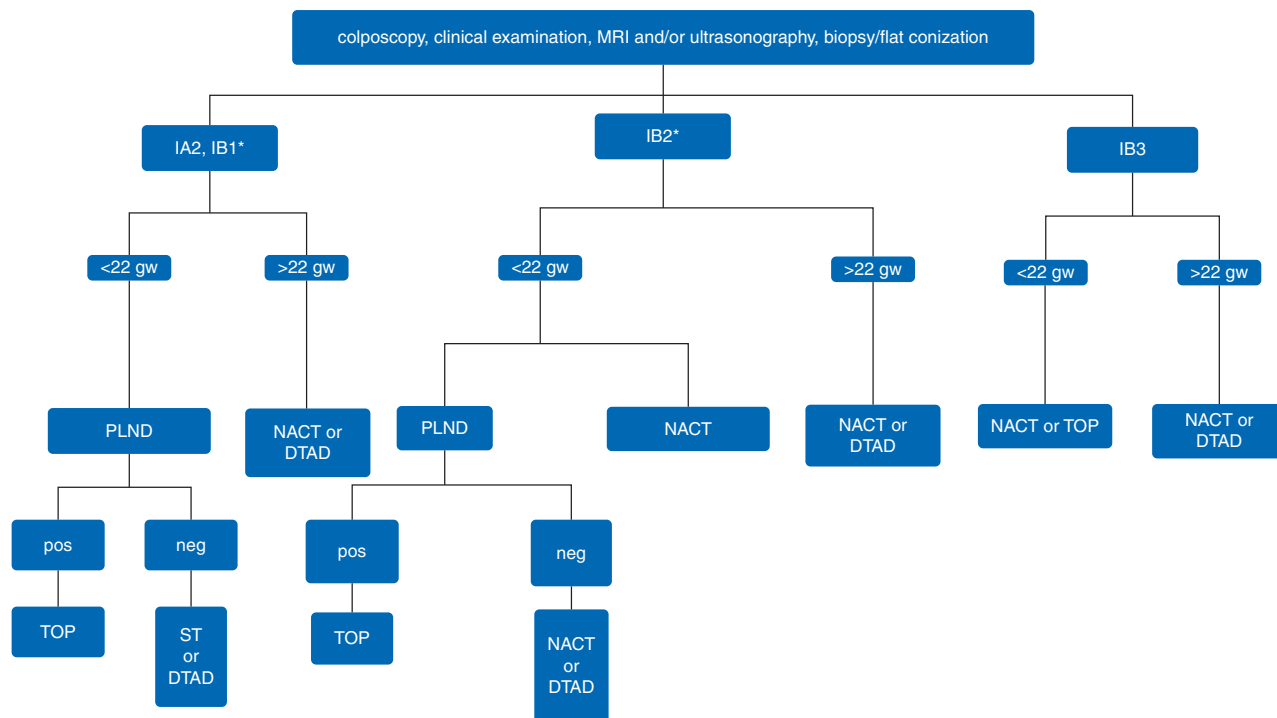 colposcopy, clinical examination, MRI and/or ultrasonography, biopsy/flat conization
IA2, IB1*
IB2*
IB3
<22 gw
>22 gw
<22 gw
>22 gw
<22 gw
>22 gw
PLND
NACT or
DTAD
PLND
NACT
NACT or
DTAD
NACT or TOP
NACT or
DTAD
pos
neg
pos
neg
TOP
ST
or
DTAD
TOP
NACT
or
DTAD